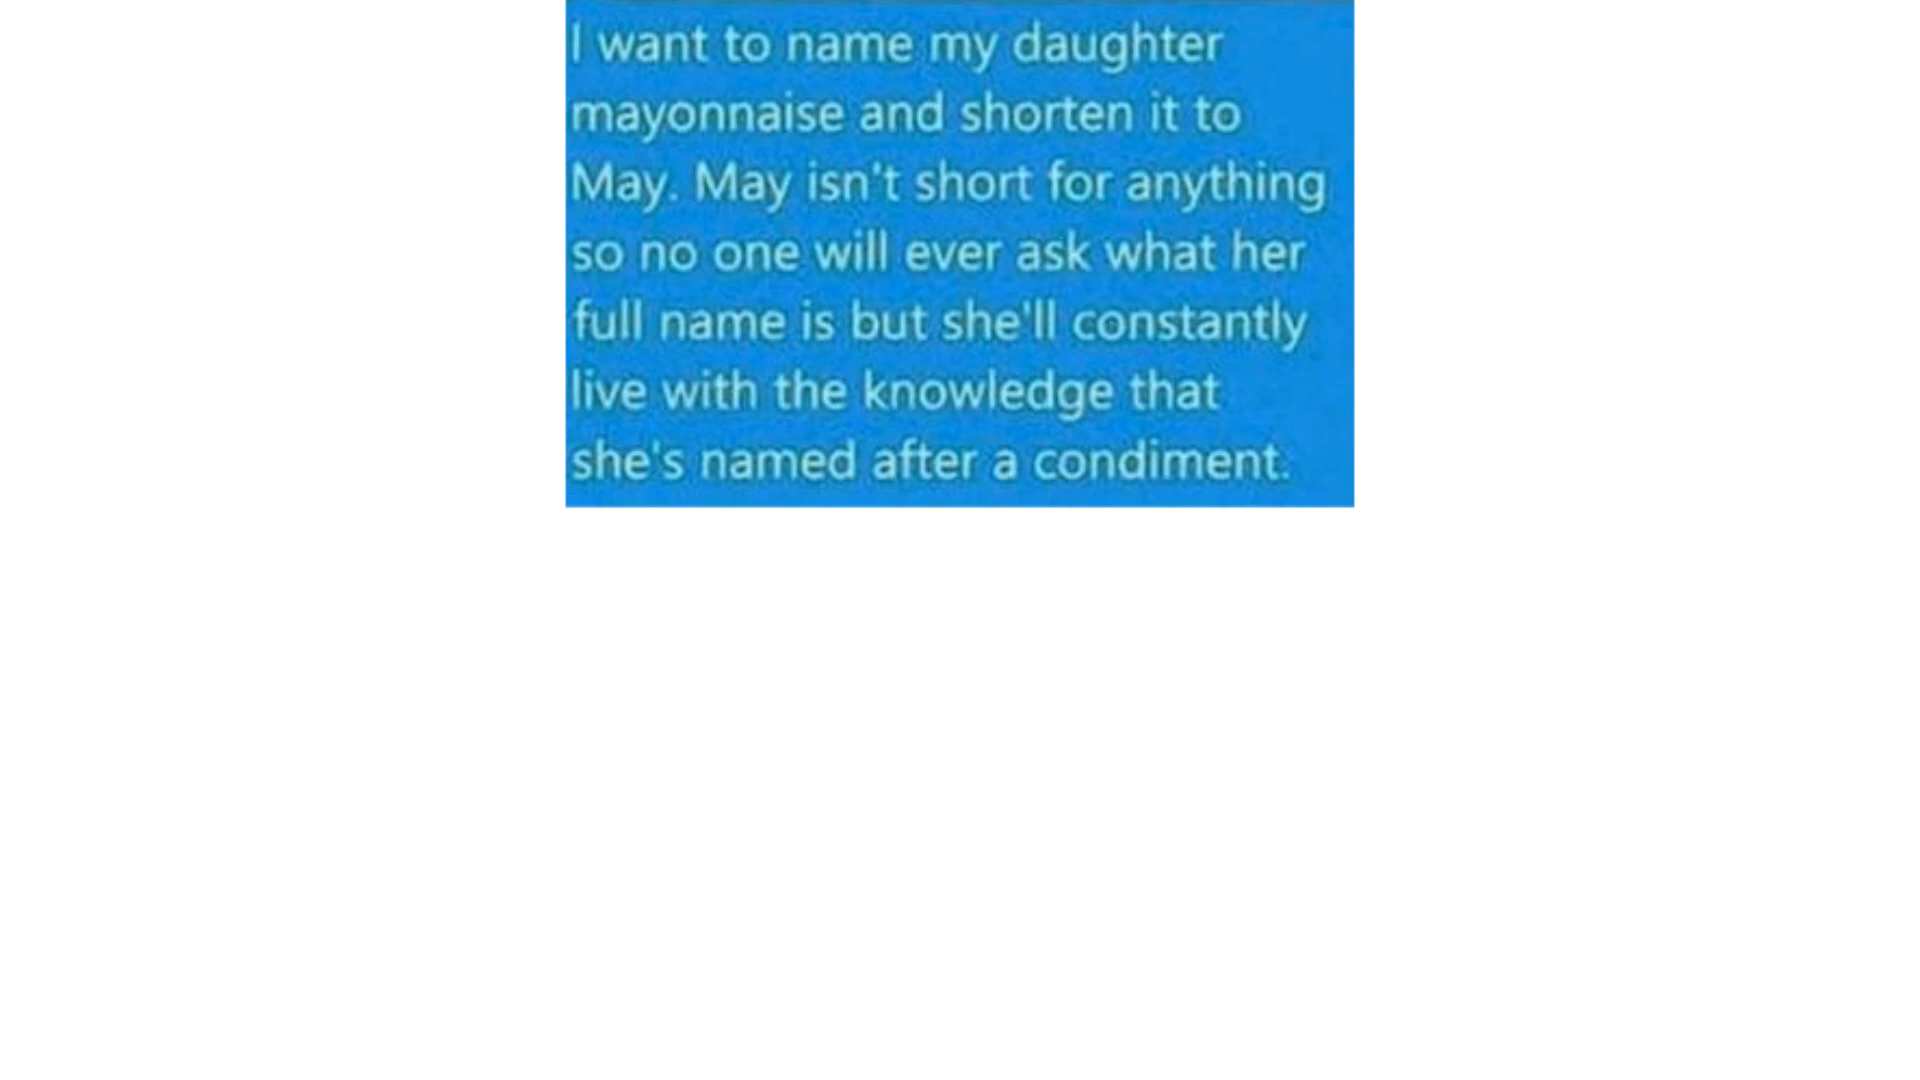 I want to name my daughter
mayonnaise and shorten it to
May. May isn't short for anything
so no one will ever ask what her
full name is but she'll constantly
live with the knowledge that
she's named after a condiment.